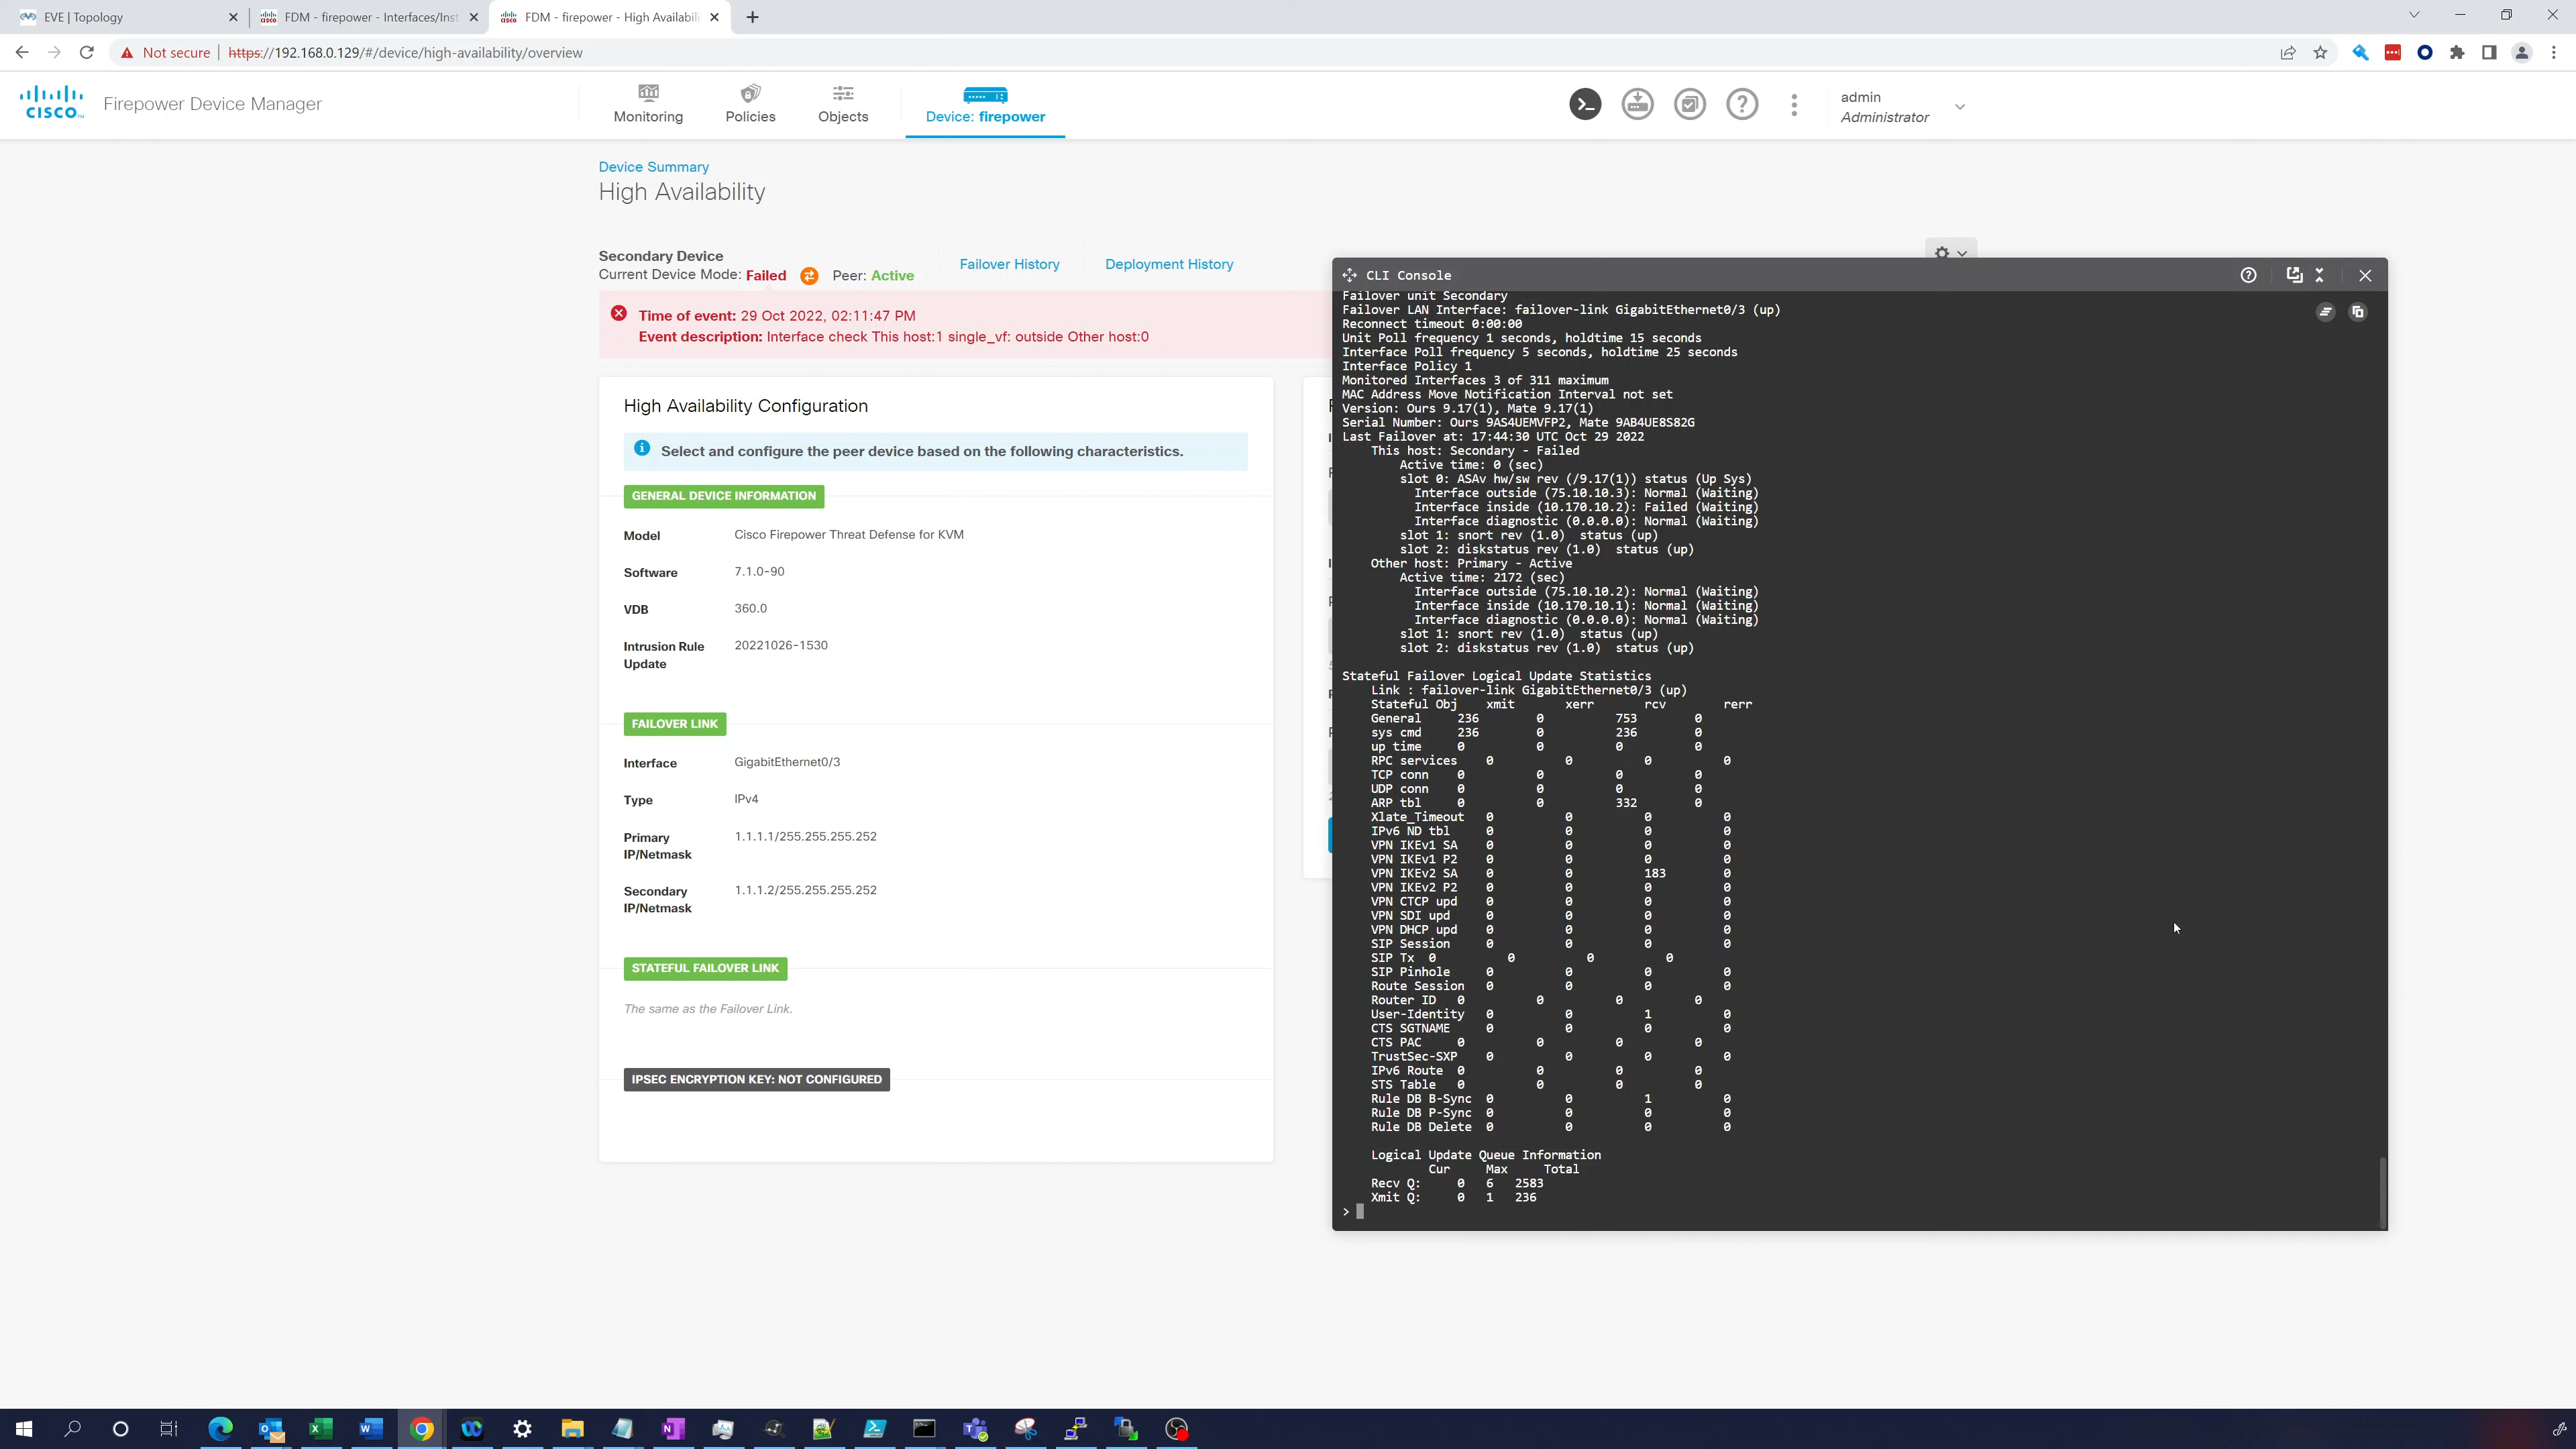 EVE | Topology
FDM - firepower - Interfaces/Inst
FDM - firepower - High Availabili
Not secure
https://192.168.0.129/#/device/high-availability/overview
CISCO
Firepower Device Manager
Monitoring
Policies
Objects
Device: firepower
admin
Administrator
Device Summary
High Availability
Secondary Device
Current Device Mode: Failed Peer: Active
Failover History
Deployment History
Time of event: 29 Oct 2022, 02:11:47 PM
Event description: Interface check This host:1 single_vf: outside Other host:0
High Availability Configuration
Select and configure the peer device based on the following characteristics.
GENERAL DEVICE INFORMATION
Model Cisco Firepower Threat Defense for KVM
Software 7.1.0-90
VDB 360.0
Intrusion Rule Update 20221026-1530
FAILOVER LINK
Interface GigabitEthernet0/3
Type IPv4
Primary IP/Netmask 1.1.1.1/255.255.255.252
Secondary IP/Netmask 1.1.1.2/255.255.255.252
STATEFUL FAILOVER LINK
The same as the Failover Link.
IPSEC ENCRYPTION KEY: NOT CONFIGURED
CLI Console
Failover unit Secondary
Failover LAN Interface: failover-link GigabitEthernet0/3 (up)
Reconnect timeout 0:00:00
Unit Poll frequency 1 seconds, holdtime 15 seconds
Interface Poll frequency 5 seconds, holdtime 25 seconds
Interface Policy 1
Monitored Interfaces 3 of 311 maximum
MAC Address Move Notification Interval not set
Version: Ours 9.17(1), Mate 9.17(1)
Serial Number: Ours 9AS4UEMVFP2, Mate 9AB4UE8S82G
Last Failover at: 17:44:30 UTC Oct 29 2022
This host: Secondary - Failed
Active time: 0 (sec)
slot 0: ASAv hw/sw rev (/9.17(1)) status (Up Sys)
Interface outside (75.10.10.3): Normal (Waiting)
Interface inside (10.170.10.2): Failed (Waiting)
Interface diagnostic (0.0.0.0): Normal (Waiting)
slot 1: snort rev (1.0) status (up)
slot 2: diskstatus rev (1.0) status (up)
Other host: Primary - Active
Active time: 2172 (sec)
Interface outside (75.10.10.2): Normal (Waiting)
Interface inside (10.170.10.1): Normal (Waiting)
Interface diagnostic (0.0.0.0): Normal (Waiting)
slot 1: snort rev (1.0) status (up)
slot 2: diskstatus rev (1.0) status (up)
Stateful Failover Logical Update Statistics
Link : failover-link GigabitEthernet0/3 (up)
Stateful Obj xmit xerr rcv rerr
General 236 0 753 0
sys cmd 236 0 236 0
up time 0 0 0 0
RPC services 0 0 0 0
TCP conn 0 0 0 0
UDP conn 0 0 0 0
ARP tbl 0 0 332 0
Xlate_Timeout 0 0 0 0
IPv6 ND tbl 0 0 0 0
VPN IKEv1 SA 0 0 0 0
VPN IKEv1 P2 0 0 0 0
VPN IKEv2 SA 0 0 183 0
VPN IKEv2 P2 0 0 0 0
VPN CTCP upd 0 0 0 0
VPN SDI upd 0 0 0 0
VPN DHCP upd 0 0 0 0
SIP Session 0 0 0 0
SIP Tx 0 0 0 0
SIP Pinhole 0 0 0 0
Route Session 0 0 0 0
Router ID 0 0 0 0
User-Identity 0 0 1 0
CTS SGTNAME 0 0 0 0
CTS PAC 0 0 0 0
TrustSec-SXP 0 0 0 0
IPv6 Route 0 0 0 0
STS Table 0 0 0 0
Rule DB B-Sync 0 0 1 0
Rule DB P-Sync 0 0 0 0
Rule DB Delete 0 0 0 0
Logical Update Queue Information
Cur Max Total
Recv Q: 0 6 2583
Xmit Q: 0 1 236
>